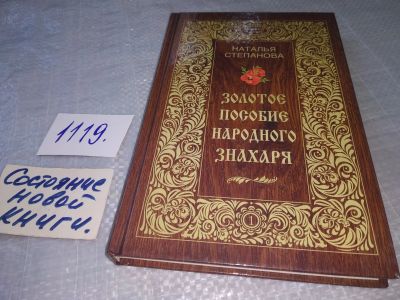 НАТАЛЬЯ
СТЕПАНОВА
ЗОЛОТОЕ
ПОСОБИЕ
НАРОДНОГО
ЗНАХАРЯ
1
1119.
Состояние
новой
книги.